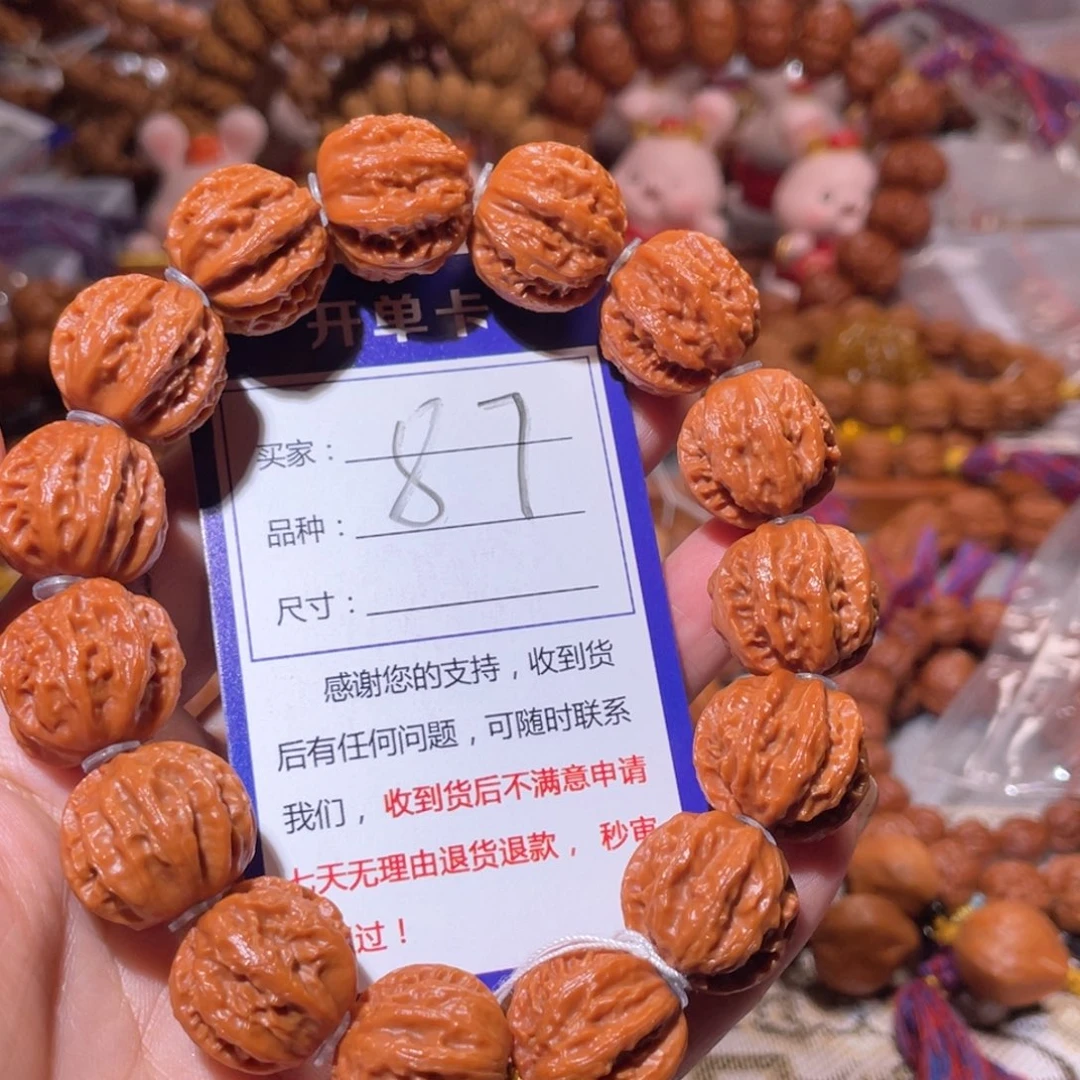 开单卡
买家：
87
品种：
尺寸：
感谢您的支持，收到货
后有任何问题，可随时联系
我们，收到货后不满意申请
七天无理由退货退款，秒审
过！